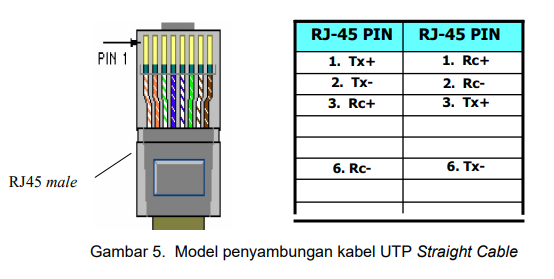 PIN 1
RJ45 male
RJ-45 PIN RJ-45 PIN
1. Tx+ 1. Rc+
2. Tx- 2. Rc-
3. Rc+ 3. Tx+
6. Rc- 6. Tx-
Gambar 5. Model penyambungan kabel UTP Straight Cable